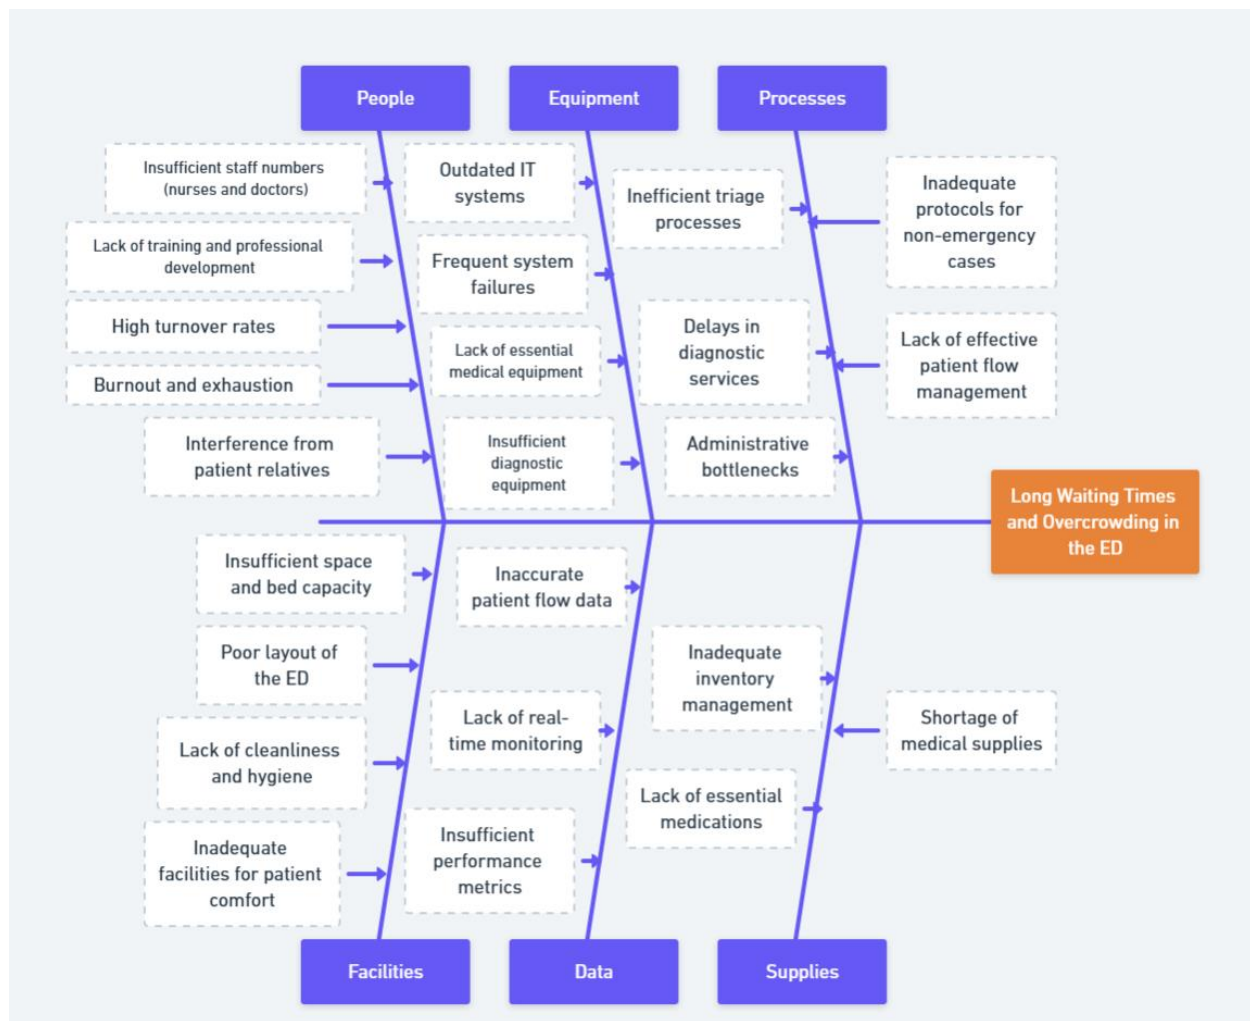 People
Equipment
Processes
Insufficient staff numbers
(nurses and doctors)
Lack of training and professional
development
High turnover rates
Burnout and exhaustion
Interference from
patient relatives
Outdated IT
systems
Frequent system
failures
Lack of essential
medical equipment
Insufficient
diagnostic
equipment
Inefficient triage
processes
Delays in
diagnostic
services
Administrative
bottlenecks
Inadequate
protocols for
non-emergency
cases
Lack of effective
patient flow
management
Long Waiting Times
and Overcrowding in
the ED
Insufficient space
and bed capacity
Poor layout of
the ED
Lack of cleanliness
and hygiene
Inadequate
facilities for patient
comfort
Inaccurate
patient flow data
Lack of real-
time monitoring
Insufficient
performance
metrics
Inadequate
inventory
management
Lack of essential
medications
Shortage of
medical supplies
Facilities
Data
Supplies